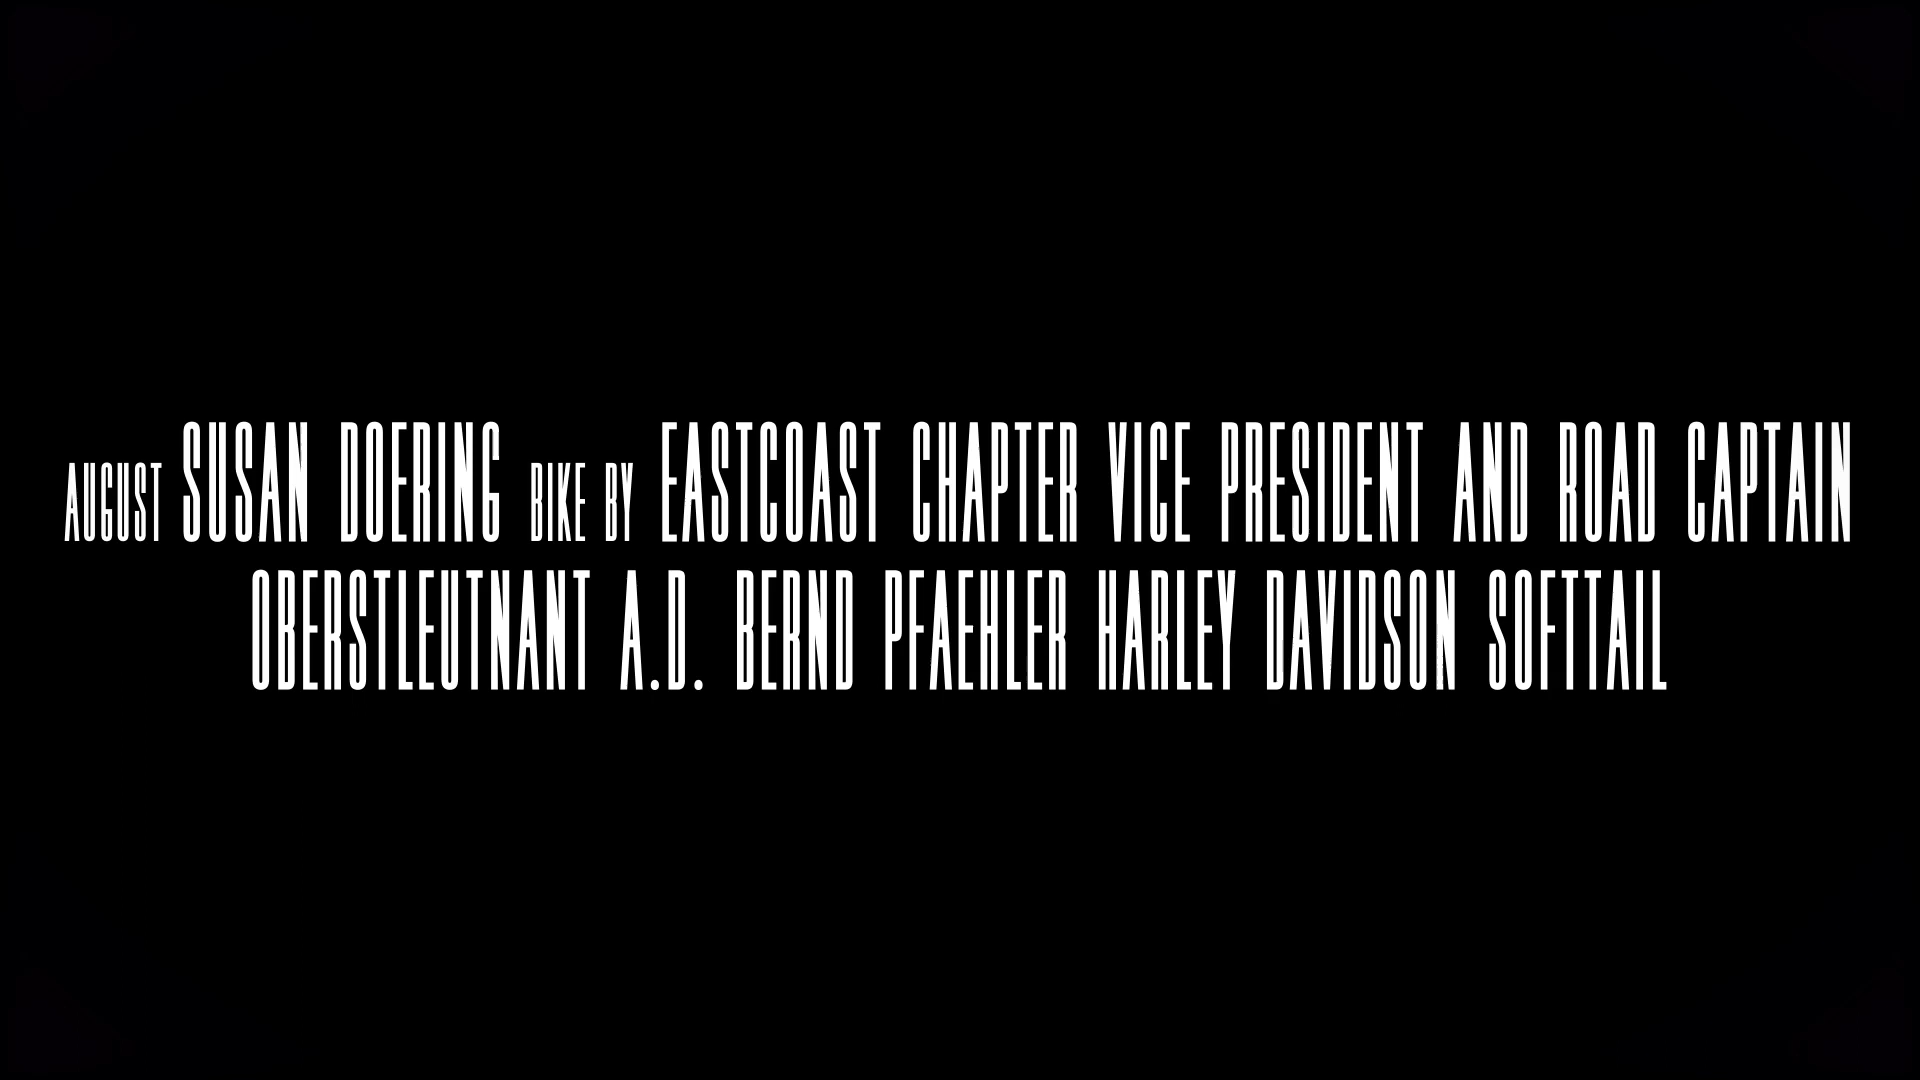 AUGUST SUSAN DOERING BIKE BY EASTCOAST CHAPTER VICE PRESIDENT AND ROAD CAPTAIN
OBERSTLEUTNANT A.D. BERND PFAEHLER HARLEY DAVIDSON SOFTTAIL